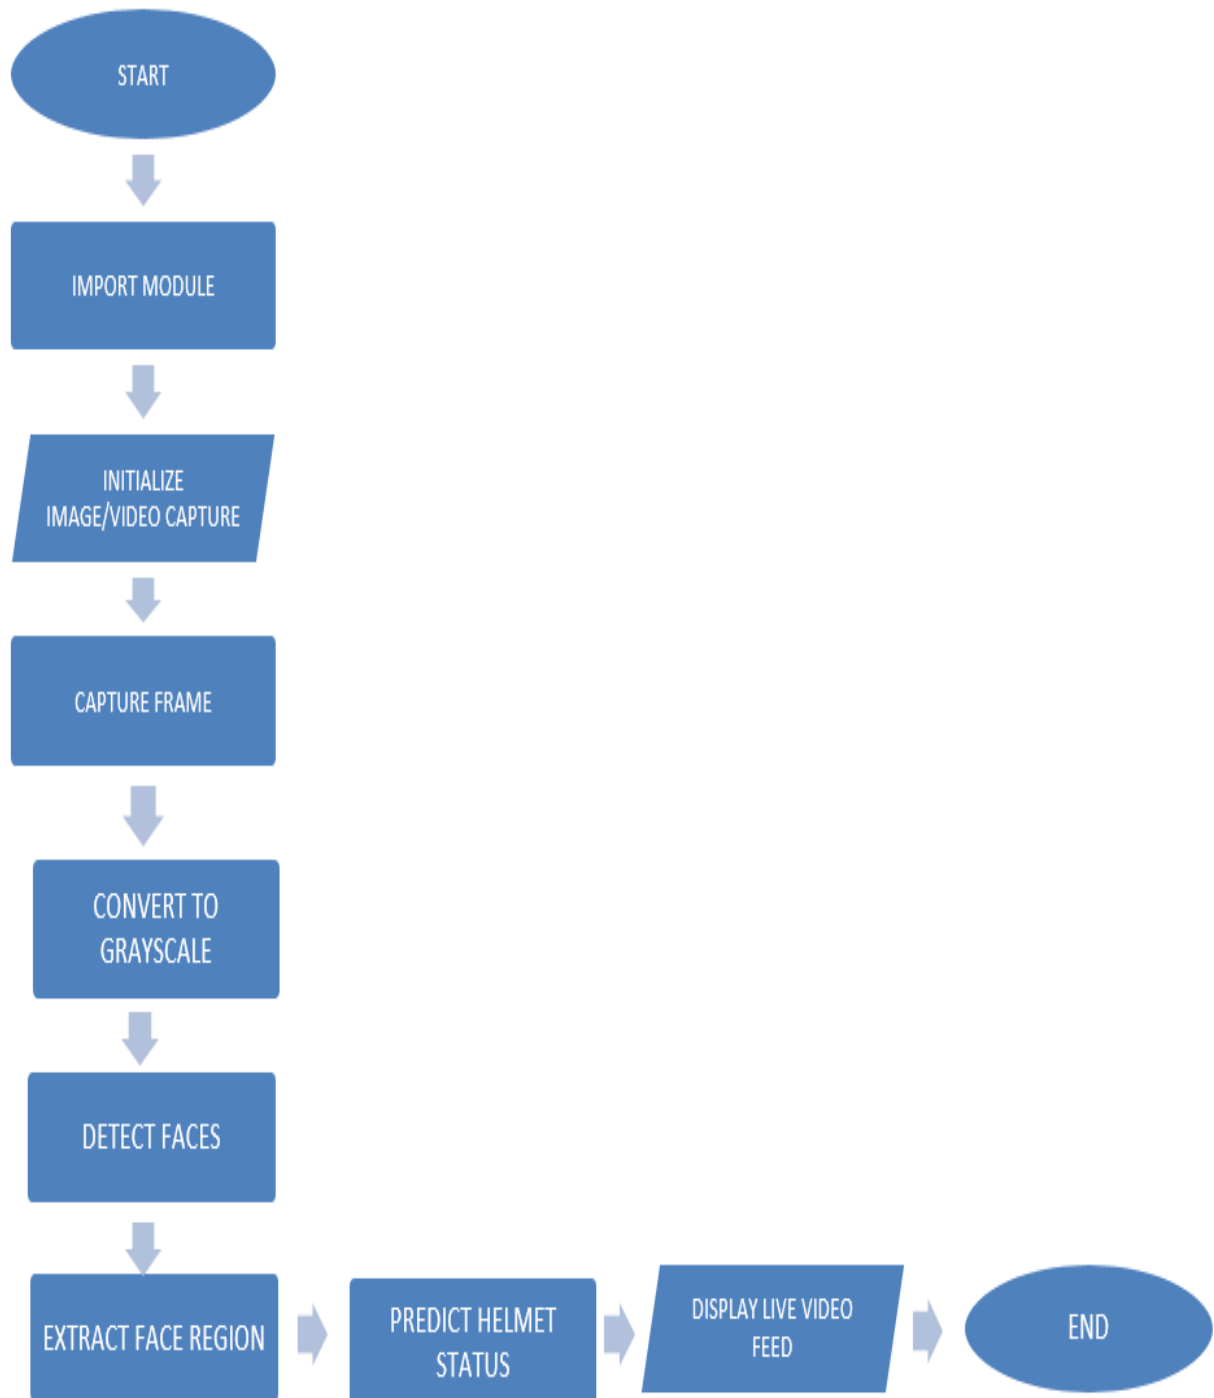 START
IMPORT MODULE
INITIALIZE
IMAGE/VIDEO CAPTURE
CAPTURE FRAME
CONVERT TO
GRAYSCALE
DETECT FACES
EXTRACT FACE REGION
PREDICT HELMET
STATUS
DISPLAY LIVE VIDEO
FEED
END